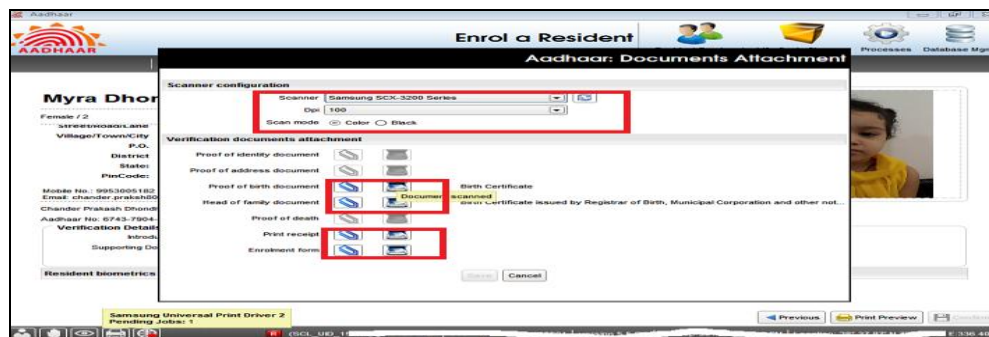 Aadhaar
AADHAAR
Enrol a Resident
Processes Database Mgm
Aadhaar: Documents Attachment
Scanner configuration
Scanner Samsung SCX-3200 Series
Dpi 100
Scan mode Color Black
Verification documents attachment
Proof of identity document
Proof of address document
Proof of birth document Birth Certificate
Document scanned
Head of family document Birth Certificate issued by Registrar of Birth, Municipal Corporation and other not...
Proof of death
Print receipt
Enrolment form
Save Cancel
Myra Dhon
Female / 2
Street/Road/Lane
Village/Town/City
P.O.
District
State:
PinCode:
Mobile No.: 9953005182
Email: chander.praksh80
Chander Prakash Dhondi
Aadhaar No: 6743-7904-
Verification Details
Introdu
Supporting Do
Resident biometrics
Samsung Universal Print Driver 2
Pending Jobs: 1
Previous Print Preview Confirm